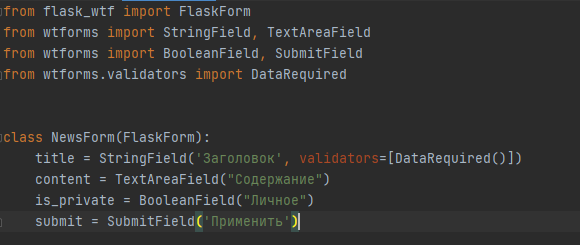 from flask_wtf import FlaskForm
from wtforms import StringField, TextAreaField
from wtforms import BooleanField, SubmitField
from wtforms.validators import DataRequired
class NewsForm(FlaskForm):
title = StringField('Заголовок', validators=[DataRequired()])
content = TextAreaField("Содержание")
is_private = BooleanField("Личное")
submit = SubmitField('Применить')